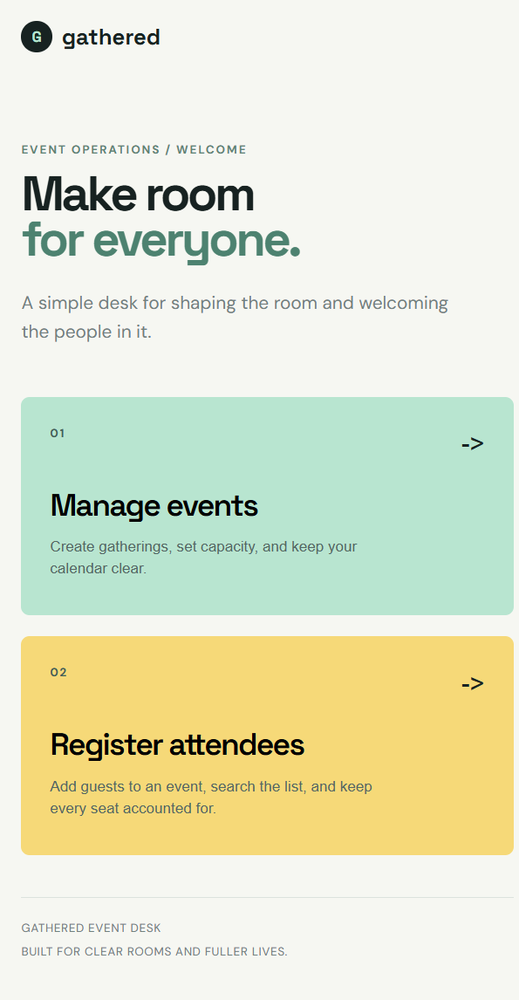 G gathered
EVENT OPERATIONS / WELCOME
Make room
for everyone.
A simple desk for shaping the room and welcoming
the people in it.
01
->
Manage events
Create gatherings, set capacity, and keep your
calendar clear.
02
->
Register attendees
Add guests to an event, search the list, and keep
every seat accounted for.
GATHERED EVENT DESK
BUILT FOR CLEAR ROOMS AND FULLER LIVES.